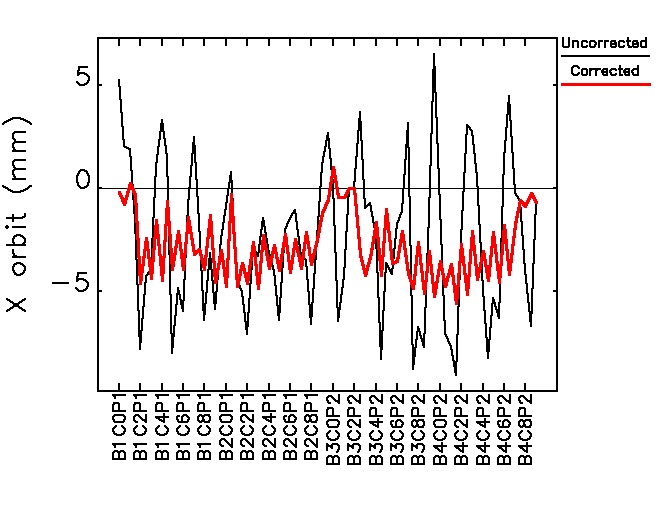 Uncorrected
Corrected
X orbit (mm)
5
0
−5
B1C0P1
B1C2P1
B1C4P1
B1C6P1
B1C8P1
B2C0P1
B2C2P1
B2C4P1
B2C6P1
B2C8P1
B3C0P2
B3C2P2
B3C4P2
B3C6P2
B3C8P2
B4C0P2
B4C2P2
B4C4P2
B4C6P2
B4C8P2